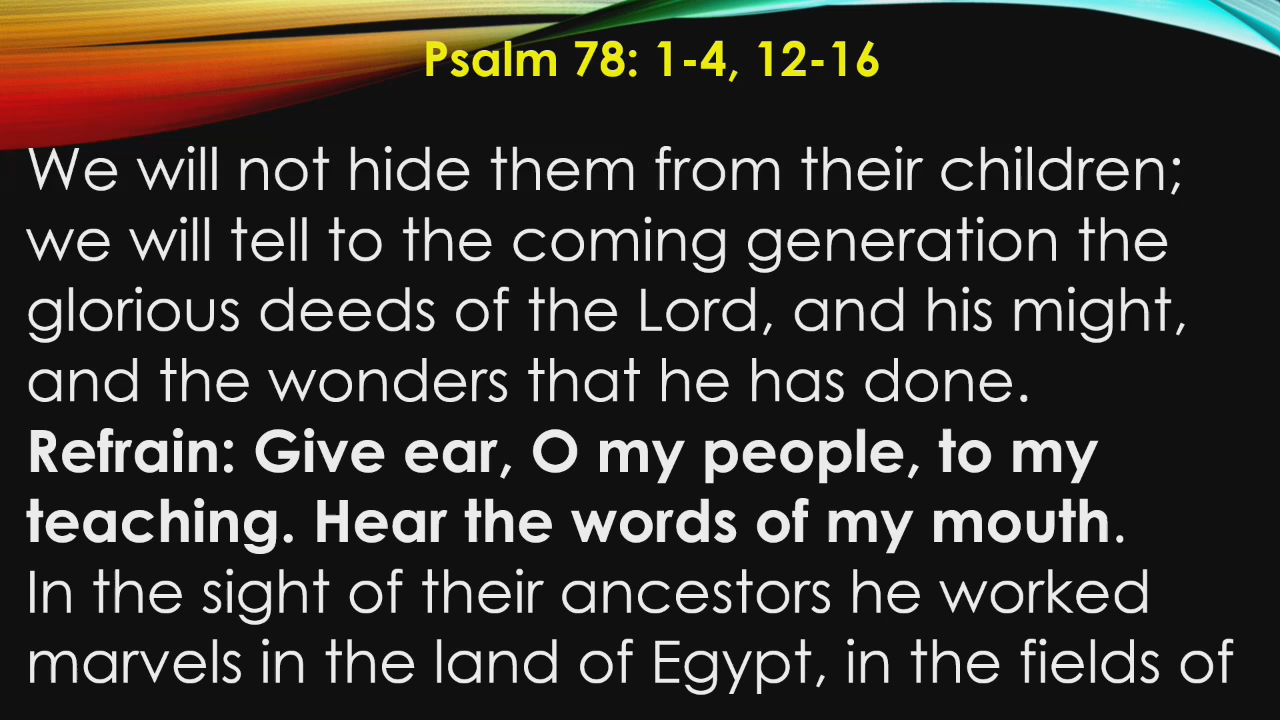 Psalm 78: 1-4, 12-16
We will not hide them from their children;
we will tell to the coming generation the
glorious deeds of the Lord, and his might,
and the wonders that he has done.
Refrain: Give ear, O my people, to my
teaching. Hear the words of my mouth.
In the sight of their ancestors he worked
marvels in the land of Egypt, in the fields of